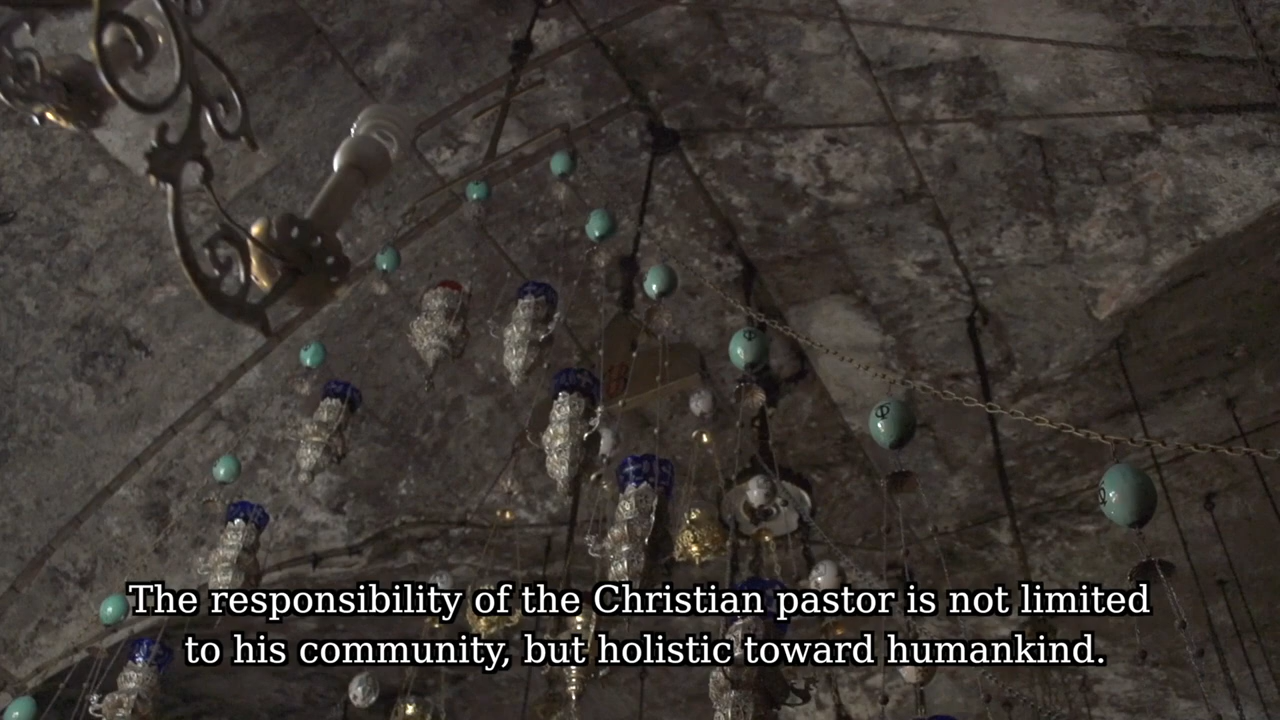 The responsibility of the Christian pastor is not limited
to his community, but holistic toward humankind.
Φ
Φ